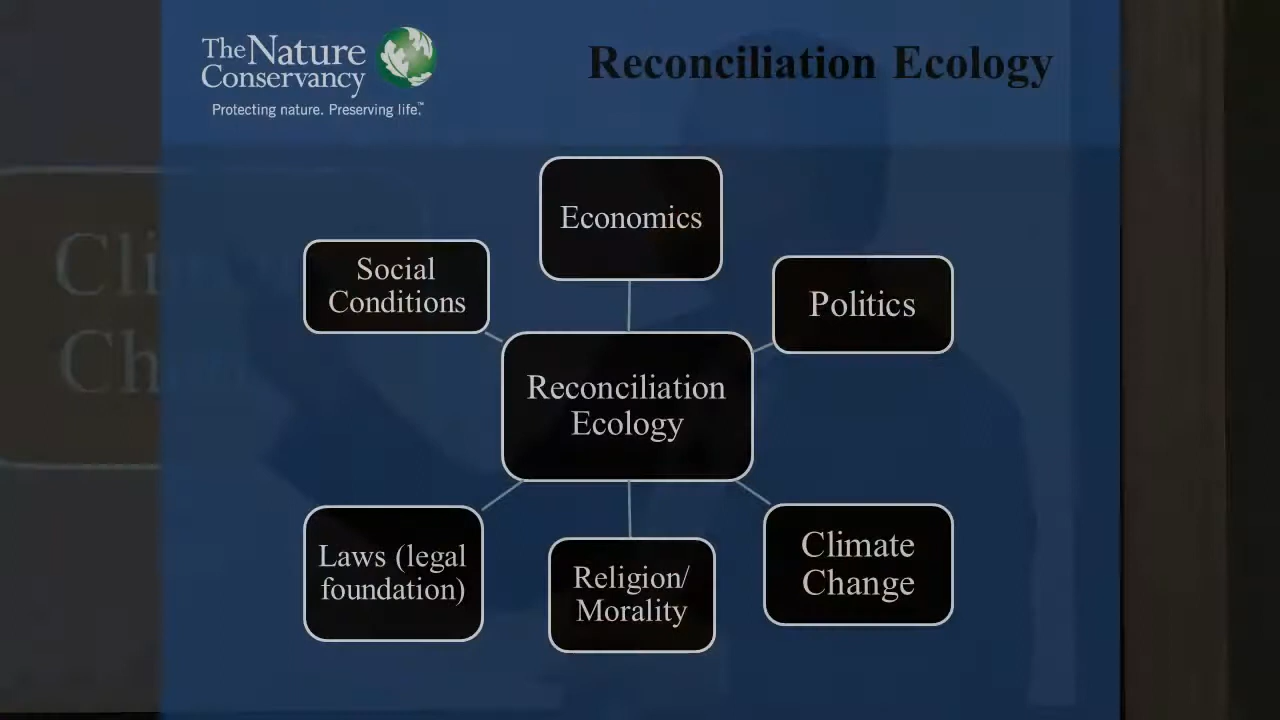 The Nature
Conservancy
Protecting nature. Preserving life.™
Reconciliation Ecology
Economics
Social
Conditions
Politics
Reconciliation
Ecology
Laws (legal
foundation)
Religion/
Morality
Climate
Change